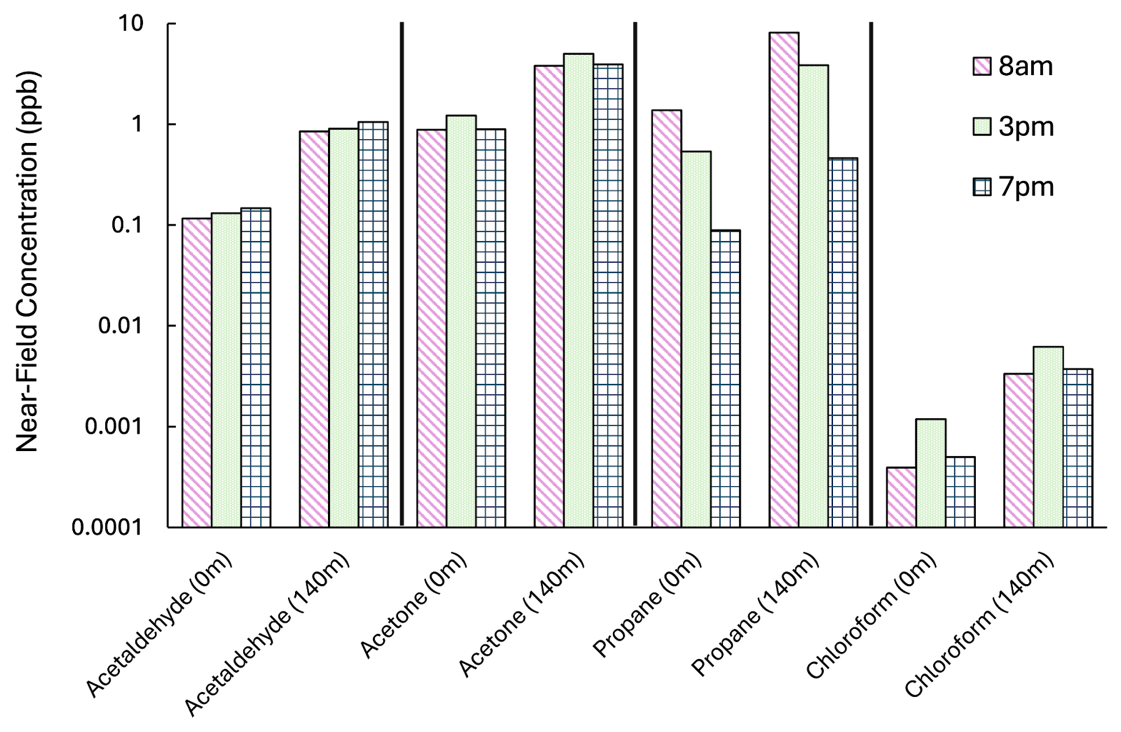 Near-Field Concentration (ppb)
10
1
0.1
0.01
0.001
0.0001
8am
3pm
7pm
Acetaldehyde (0m)
Acetaldehyde (140m)
Acetone (0m)
Acetone (140m)
Propane (0m)
Propane (140m)
Chloroform (0m)
Chloroform (140m)